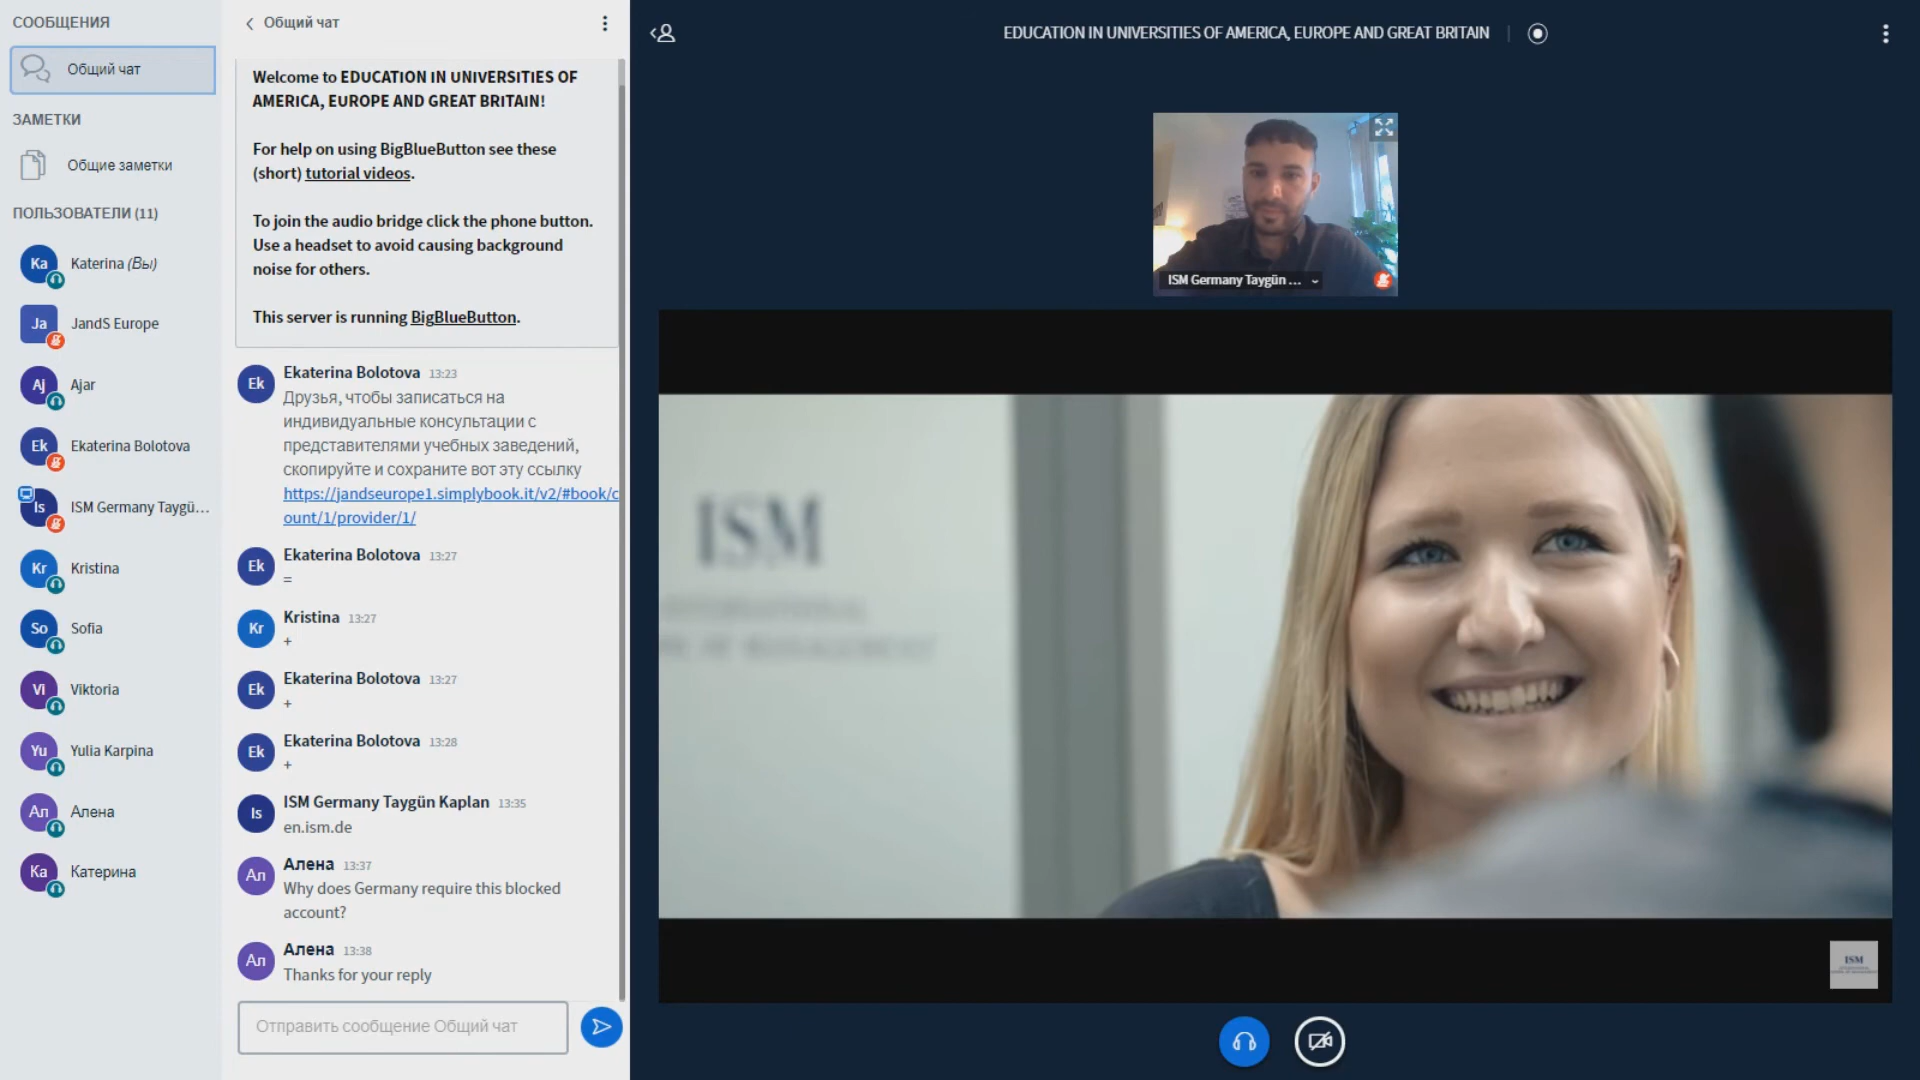 СООБЩЕНИЯ
Общий чат
ЗАМЕТКИ
Общие заметки
ПОЛЬЗОВАТЕЛИ (11)
Ka
Katerina (Вы)
Ja
JandS Europe
Aj
Ajar
Ek
Ekaterina Bolotova
Is
ISM Germany Taygü...
Kr
Kristina
So
Sofia
Vi
Viktoria
Yu
Yulia Karpina
Ал
Алена
Ка
Катерина
Общий чат
Welcome to EDUCATION IN UNIVERSITIES OF
AMERICA, EUROPE AND GREAT BRITAIN!
For help on using BigBlueButton see these
(short) tutorial videos.
To join the audio bridge click the phone button.
Use a headset to avoid causing background
noise for others.
This server is running BigBlueButton.
Ek
Ekaterina Bolotova 13:23
Друзья, чтобы записаться на
индивидуальные консультации с
представителями учебных заведений,
скопируйте и сохраните вот эту ссылку
https://jandseurope1.simplybook.it/v2/#book/c
ount/1/provider/1/
Ek
Ekaterina Bolotova 13:27
=
Kr
Kristina 13:27
+
Ek
Ekaterina Bolotova 13:27
+
Ek
Ekaterina Bolotova 13:28
+
Is
ISM Germany Taygün Kaplan 13:35
en.ism.de
Ал
Алена 13:37
Why does Germany require this blocked
account?
Ал
Алена 13:38
Thanks for your reply
Отправить сообщение Общий чат
EDUCATION IN UNIVERSITIES OF AMERICA, EUROPE AND GREAT BRITAIN
ISM Germany Taygün ...
ISM
INTERNATIONAL
OF MANAGEMENT
ISM